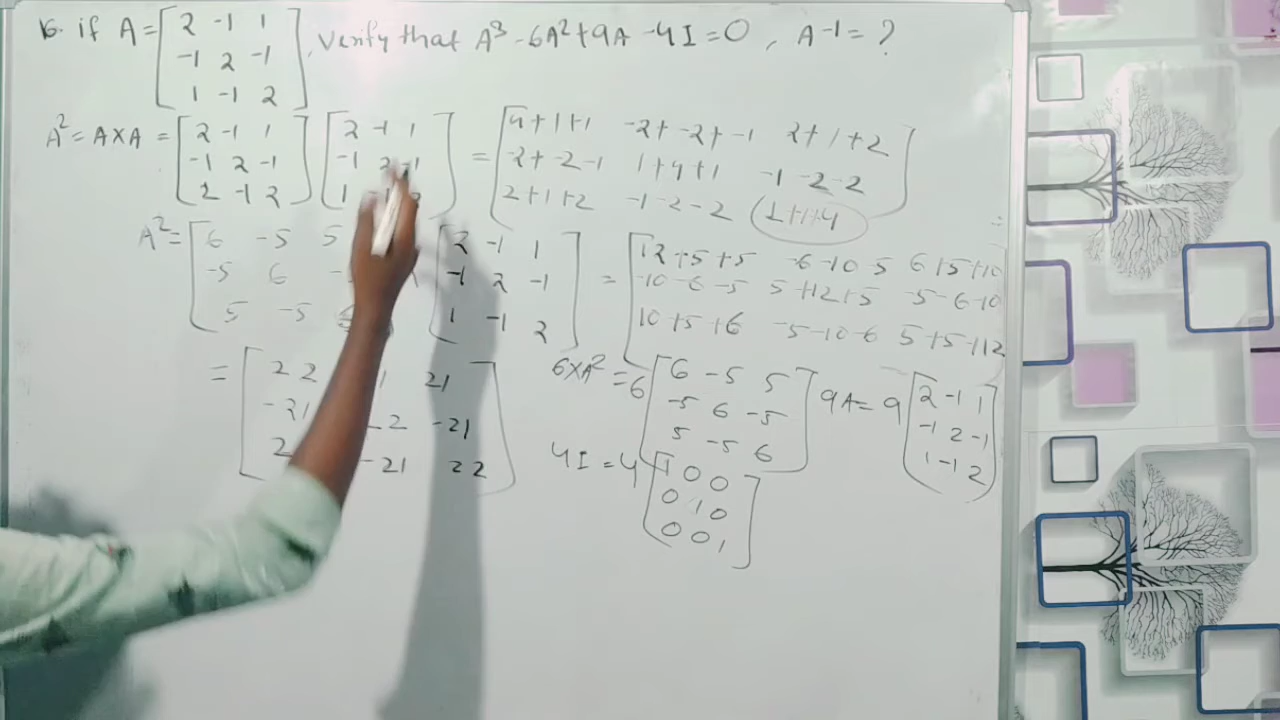 16. if A = [2 -1 1
-1 2 -1 , verify that A³ - 6A² + 9A - 4I = 0 , A-1 = ?
1 -1 2]
A² = A×A = [2 -1 1 [2 -1 1 = [4+1+1 -2+-2+-1 2+1+2
-1 2 -1 -1 2 -1 -2+-2-1 1+4+1 -1-2-2
2 -1 2] 1 2+1+2 -1-2-2 1+1+4]
A² = [6 -5 5 [2 -1 1 = [12+5+5 -6-10 5 6+5+10
-5 6 -1 2 -1 -10-6-5 5+12+5 -5-6-10
5 -5 1 -1 2] 10+5+6 -5-10-6 5+5+12
= [22 21 6×A² = 6 [6 -5 5 9A = 9 [2 -1 1
-21 -21 -5 6 -5 -1 2 -1
-21 22] 5 -5 6] 1 -1 2]
4I = 4 [1 0 0
0 1 0
0 0 1]